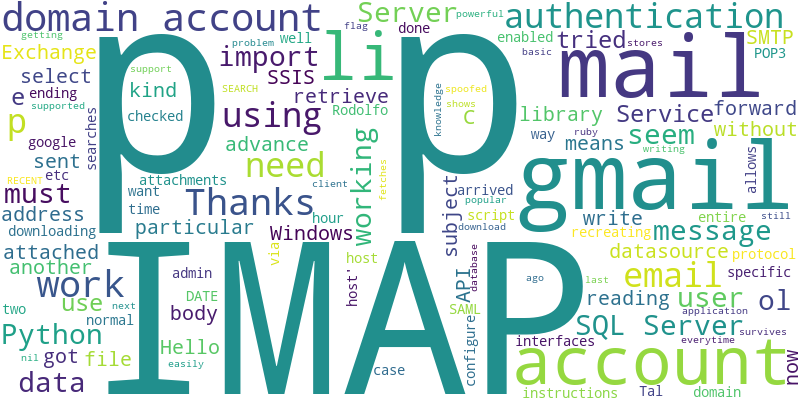 domain account
getting
Exchange
select
e
ending
supported
p
google
RECENT
etc
sent
must
address
downloading
attached
another
work
two
use
next
normal
Python
nil
got
file
data
searches
kind
checked
attachments
want
time
particular
admin
DATE
body
Hello
easily
support
p p
problem
well
import
SSIS
SEARCH
retrieve
using
advance
need
Thanks
client
hour
Windows
via
host
host'
IMAP
flag
done
li
Rodolfo
working
fetches
case
Server
powerful
authentication
enabled
tried
SMTP
basic
stores
POP3
mail
spoofed
shows
C
knowledge
library
Service
forward
way
ruby
seem
without
means
writing
gmail
allows
subject
arrived
popular
script
download
write
entire
still
recreating
message
datasource
protocol
API
database
ago
last
email
specific
SAML
configure
reading
user
application
ol
SQL Server
survives
interfaces
everytime
account
now
instructions
Tal
domain